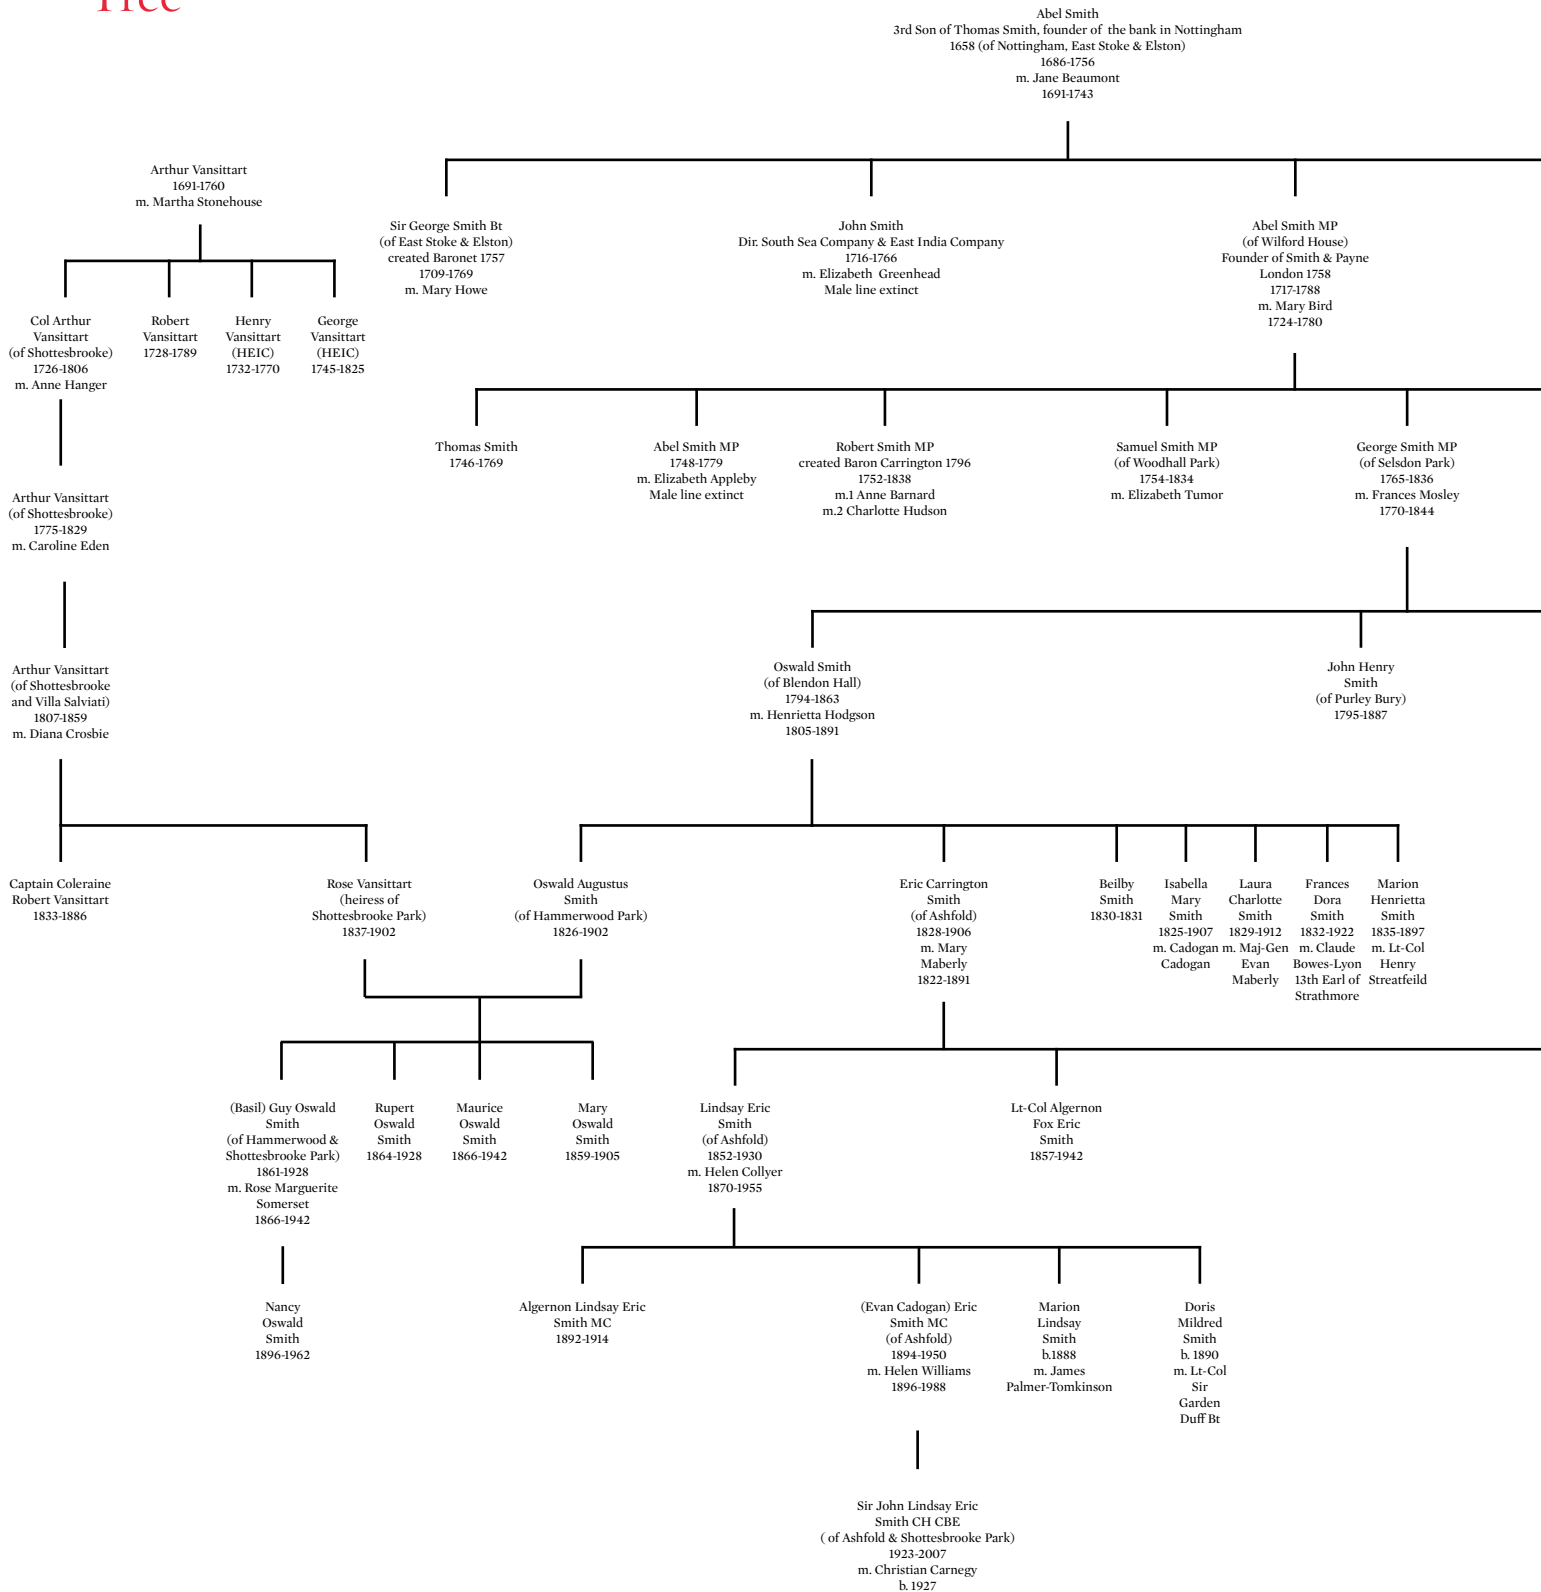 Tree
Abel Smith
3rd Son of Thomas Smith, founder of the bank in Nottingham
1658 (of Nottingham, East Stoke & Elston)
1686-1756
m. Jane Beaumont
1691-1743
Arthur Vansittart
1691-1760
m. Martha Stonehouse
Sir George Smith Bt
(of East Stoke & Elston)
created Baronet 1757
1709-1769
m. Mary Howe
John Smith
Dir. South Sea Company & East India Company
1716-1766
m. Elizabeth Greenhead
Male line extinct
Abel Smith MP
(of Wilford House)
Founder of Smith & Payne
London 1758
1717-1788
m. Mary Bird
1724-1780
Col Arthur
Vansittart
(of Shottesbrooke)
1726-1806
m. Anne Hanger
Robert
Vansittart
1728-1789
Henry
Vansittart
(HEIC)
1732-1770
George
Vansittart
(HEIC)
1745-1825
Thomas Smith
1746-1769
Abel Smith MP
1748-1779
m. Elizabeth Appleby
Male line extinct
Robert Smith MP
created Baron Carrington 1796
1752-1838
m.1 Anne Barnard
m.2 Charlotte Hudson
Samuel Smith MP
(of Woodhall Park)
1754-1834
m. Elizabeth Tumor
George Smith MP
(of Selsdon Park)
1765-1836
m. Frances Mosley
1770-1844
Arthur Vansittart
(of Shottesbrooke)
1775-1829
m. Caroline Eden
Arthur Vansittart
(of Shottesbrooke
and Villa Salviati)
1807-1859
m. Diana Crosbie
Oswald Smith
(of Blendon Hall)
1794-1863
m. Henrietta Hodgson
1805-1891
John Henry
Smith
(of Purley Bury)
1795-1887
Captain Coleraine
Robert Vansittart
1833-1886
Rose Vansittart
(heiress of
Shottesbrooke Park)
1837-1902
Oswald Augustus
Smith
(of Hammerwood Park)
1826-1902
Eric Carrington
Smith
(of Ashfold)
1828-1906
m. Mary
Maberly
1822-1891
Beilby
Smith
1830-1831
Isabella
Mary
Smith
1825-1907
m. Cadogan
Cadogan
Laura
Charlotte
Smith
1829-1912
m. Maj-Gen
Evan
Maberly
Frances
Dora
Smith
1832-1922
m. Claude
Bowes-Lyon
13th Earl of
Strathmore
Marion
Henrietta
Smith
1835-1897
m. Lt-Col
Henry
Streatfeild
(Basil) Guy Oswald
Smith
(of Hammerwood &
Shottesbrooke Park)
1861-1928
m. Rose Marguerite
Somerset
1866-1942
Rupert
Oswald
Smith
1864-1928
Maurice
Oswald
Smith
1866-1942
Mary
Oswald
Smith
1859-1905
Lindsay Eric
Smith
(of Ashfold)
1852-1930
m. Helen Collyer
1870-1955
Lt-Col Algernon
Fox Eric
Smith
1857-1942
Nancy
Oswald
Smith
1896-1962
Algernon Lindsay Eric
Smith MC
1892-1914
(Evan Cadogan) Eric
Smith MC
(of Ashfold)
1894-1950
m. Helen Williams
1896-1988
Marion
Lindsay
Smith
b.1888
m. James
Palmer-Tomkinson
Doris
Mildred
Smith
b. 1890
m. Lt-Col
Sir
Garden
Duff Bt
Sir John Lindsay Eric
Smith CH CBE
( of Ashfold & Shottesbrooke Park)
1923-2007
m. Christian Carnegy
b. 1927